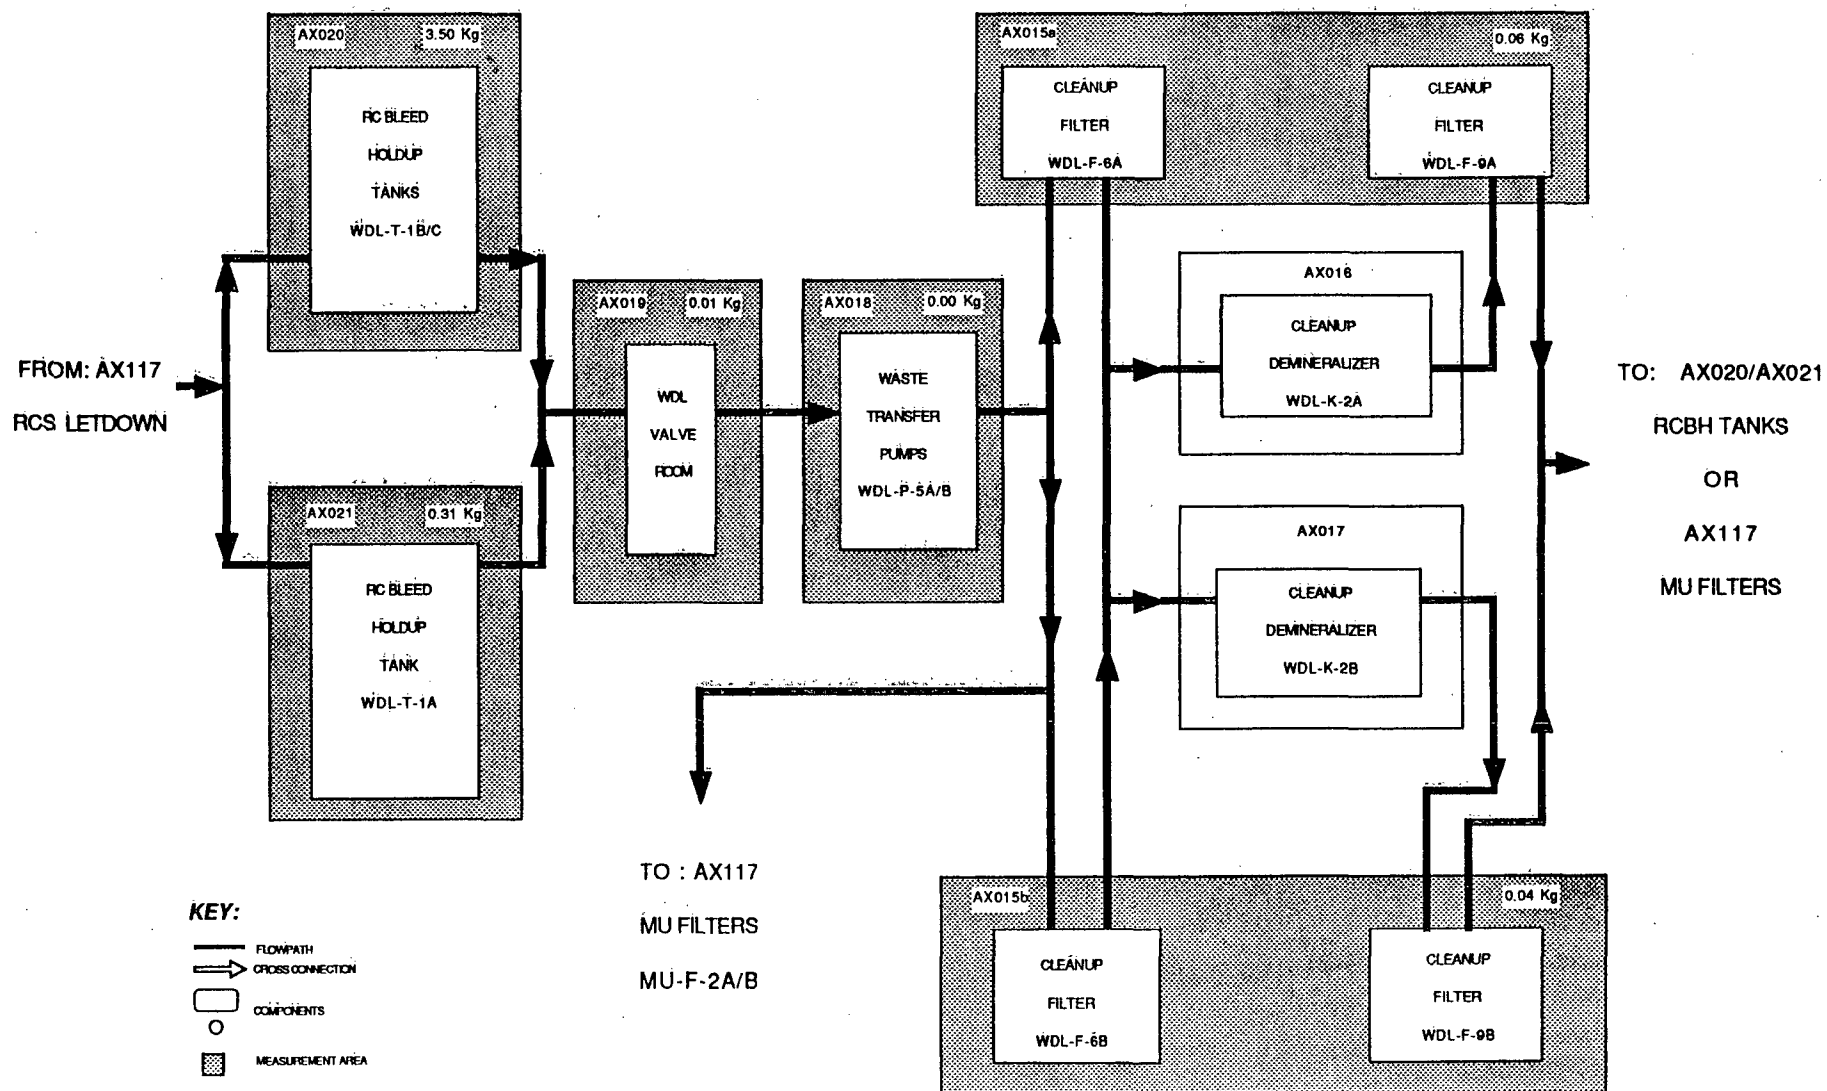 AX020 3.50 Kg
RC BLEED
HOLDUP
TANKS
WDL-T-1B/C
FROM: AX117
RCS LETDOWN
AX021 0.31 Kg
RC BLEED
HOLDUP
TANK
WDL-T-1A
AX019 0.01 Kg
WDL
VALVE
ROOM
AX018 0.00 Kg
WASTE
TRANSFER
PUMPS
WDL-P-5A/B
AX015a 0.06 Kg
CLEANUP
FILTER
WDL-F-6A
CLEANUP
FILTER
WDL-F-9A
AX016
CLEANUP
DEMINERALIZER
WDL-K-2A
AX017
CLEANUP
DEMINERALIZER
WDL-K-2B
TO: AX020/AX021
RCBH TANKS
OR
AX117
MU FILTERS
TO : AX117
MU FILTERS
MU-F-2A/B
AX015b 0.04 Kg
CLEANUP
FILTER
WDL-F-6B
CLEANUP
FILTER
WDL-F-9B
KEY:
FLOWPATH
CROSS CONNECTION
COMPONENTS
MEASUREMENT AREA